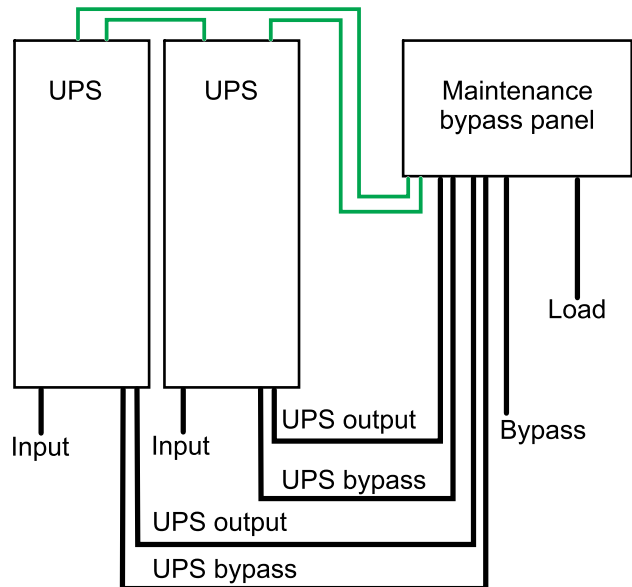 UPS
UPS
Maintenance
bypass panel
Load
Input
Input
UPS output
Bypass
UPS bypass
UPS output
UPS bypass